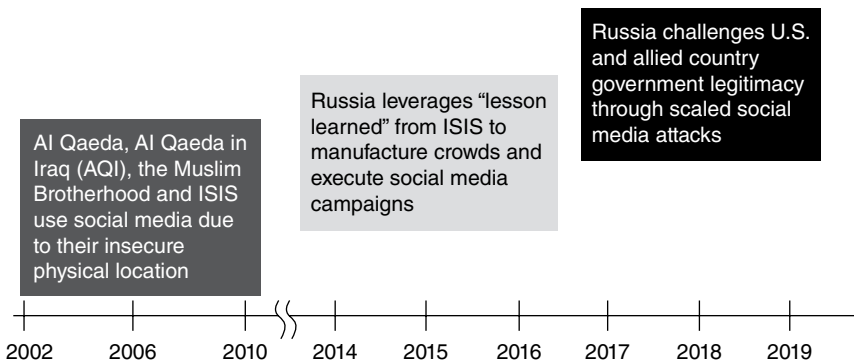 Al Qaeda, Al Qaeda in
Iraq (AQI), the Muslim
Brotherhood and ISIS
use social media due
to their insecure
physical location
Russia leverages “lesson
learned” from ISIS to
manufacture crowds and
execute social media
campaigns
Russia challenges U.S.
and allied country
government legitimacy
through scaled social
media attacks
2002 2006 2010 2014 2015 2016 2017 2018 2019